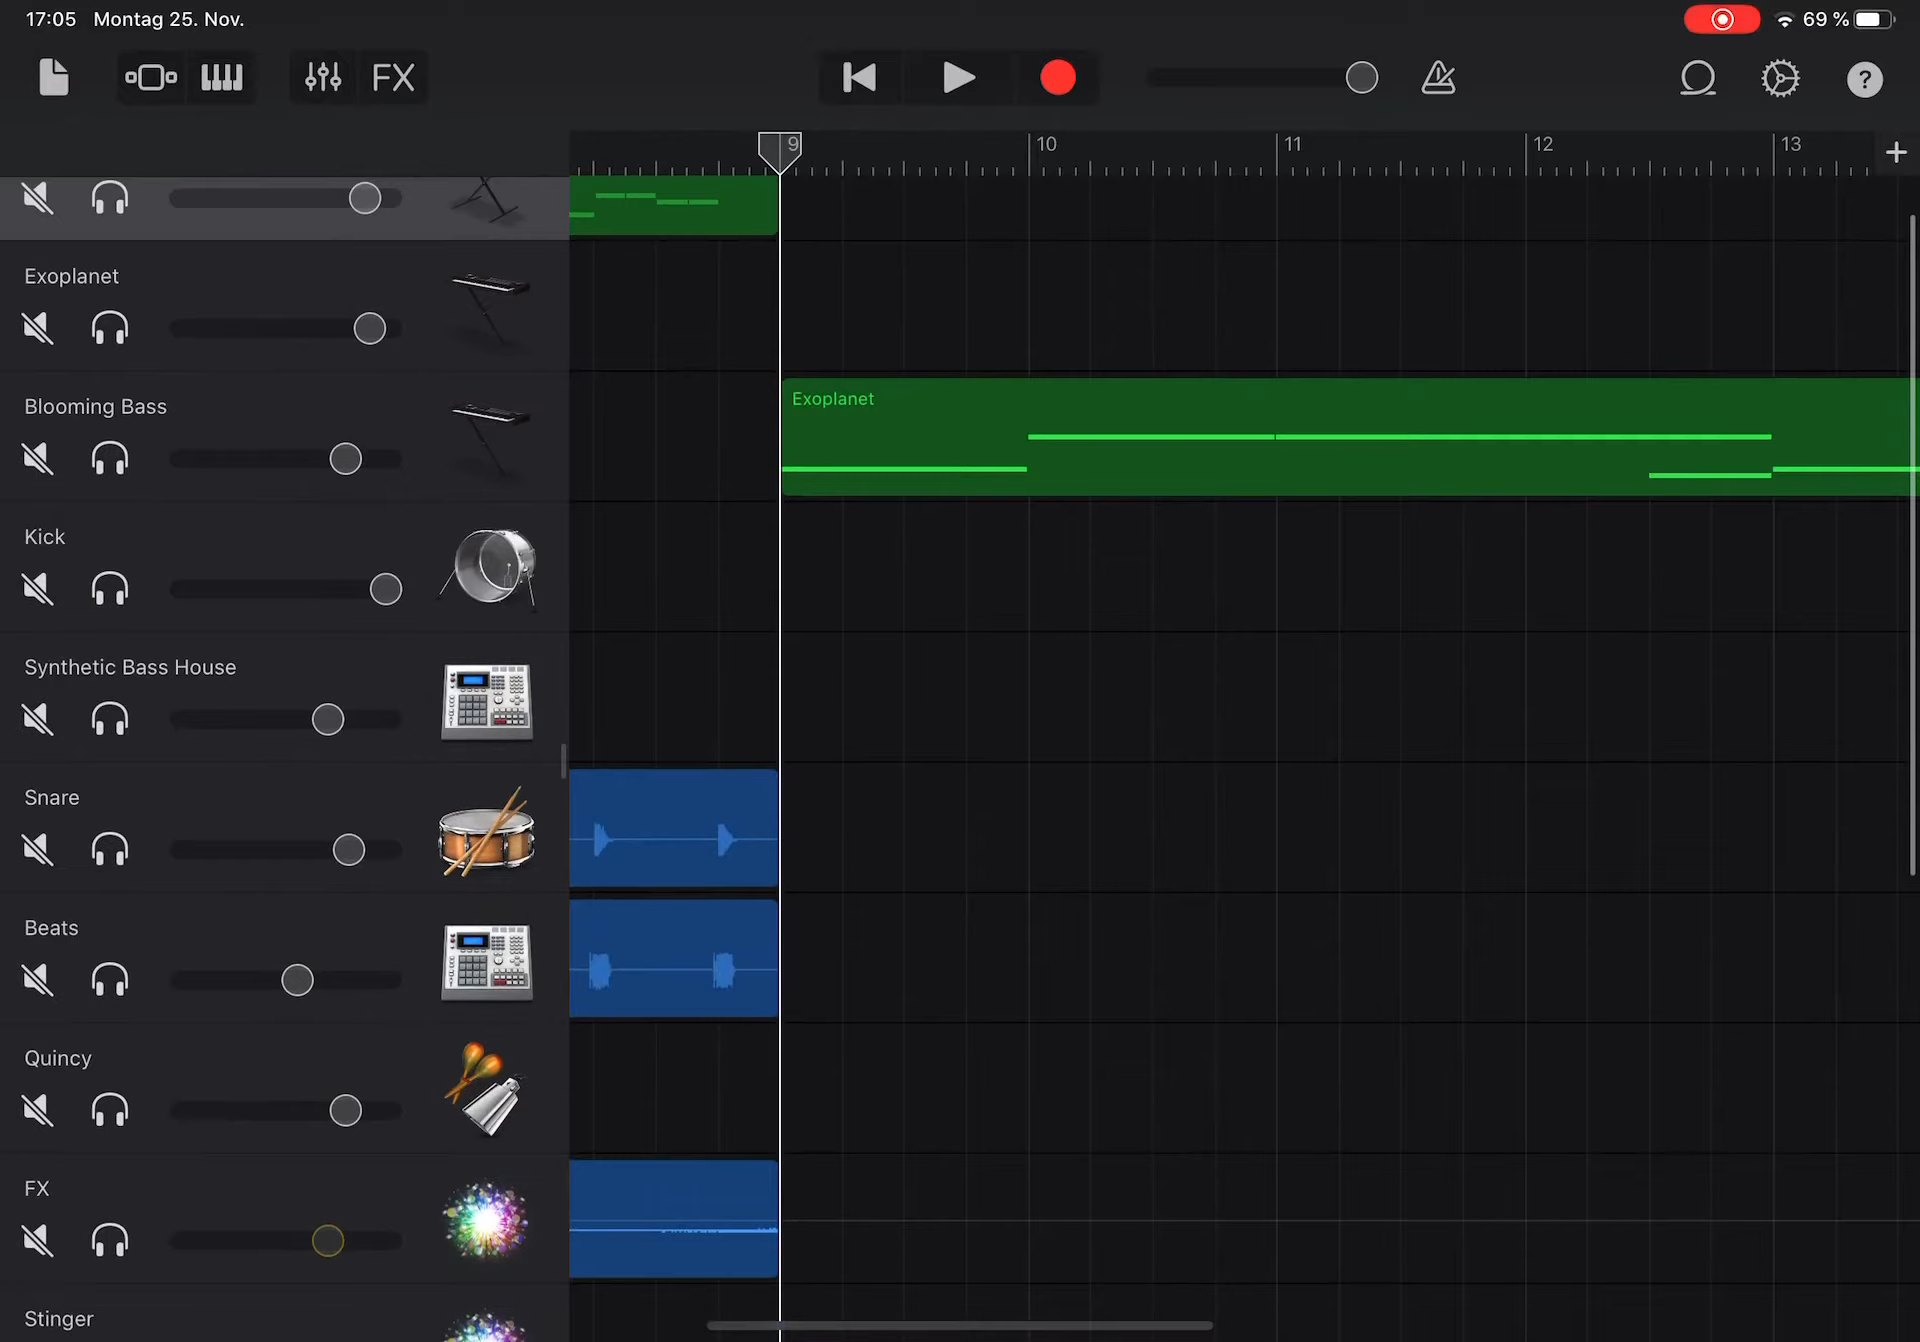 17:05 Montag 25. Nov.
69 %
FX
?
9
10
11
12
13
+
Exoplanet
Blooming Bass
Exoplanet
Kick
Synthetic Bass House
Snare
Beats
Quincy
FX
Stinger